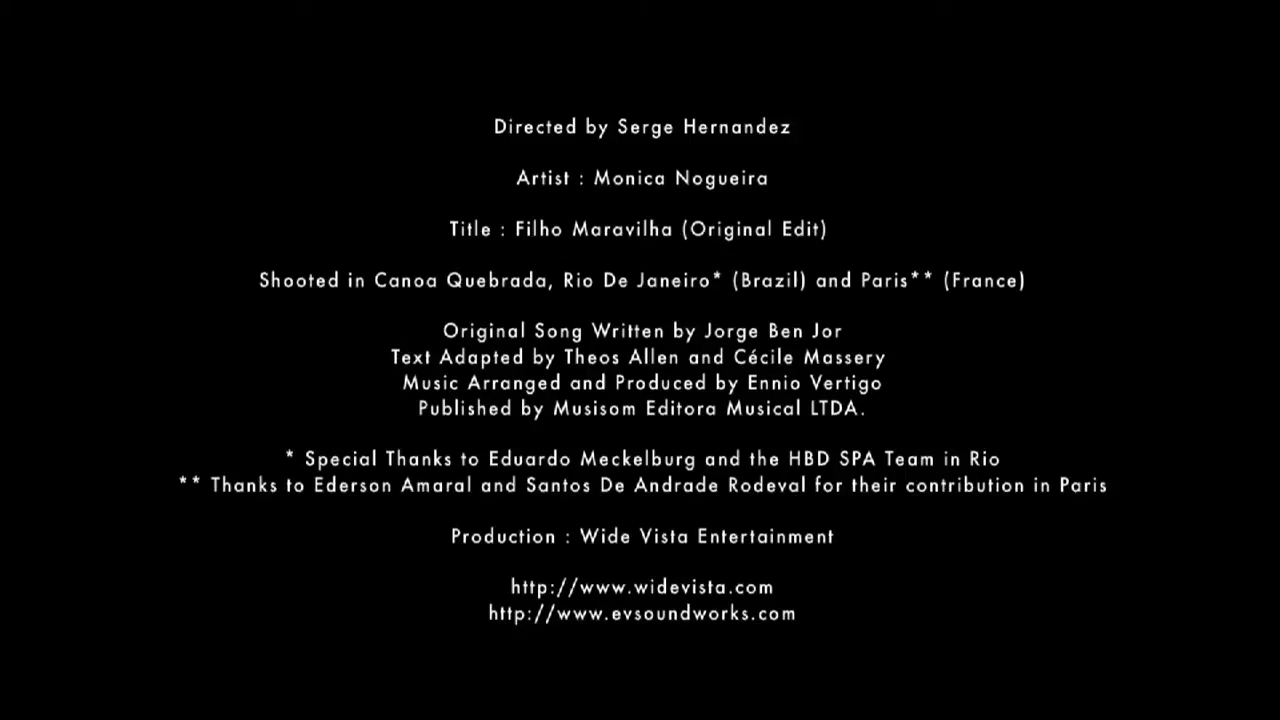 Directed by Serge Hernandez
Artist : Monica Nogueira
Title : Filho Maravilha (Original Edit)
Shooted in Canoa Quebrada, Rio De Janeiro* (Brazil) and Paris** (France)
Original Song Written by Jorge Ben Jor
Text Adapted by Theos Allen and Cécile Massery
Music Arranged and Produced by Ennio Vertigo
Published by Musisom Editora Musical LTDA.
* Special Thanks to Eduardo Meckelburg and the HBD SPA Team in Rio
** Thanks to Ederson Amaral and Santos De Andrade Rodeval for their contribution in Paris
Production : Wide Vista Entertainment
http://www.widevista.com
http://www.evsoundworks.com